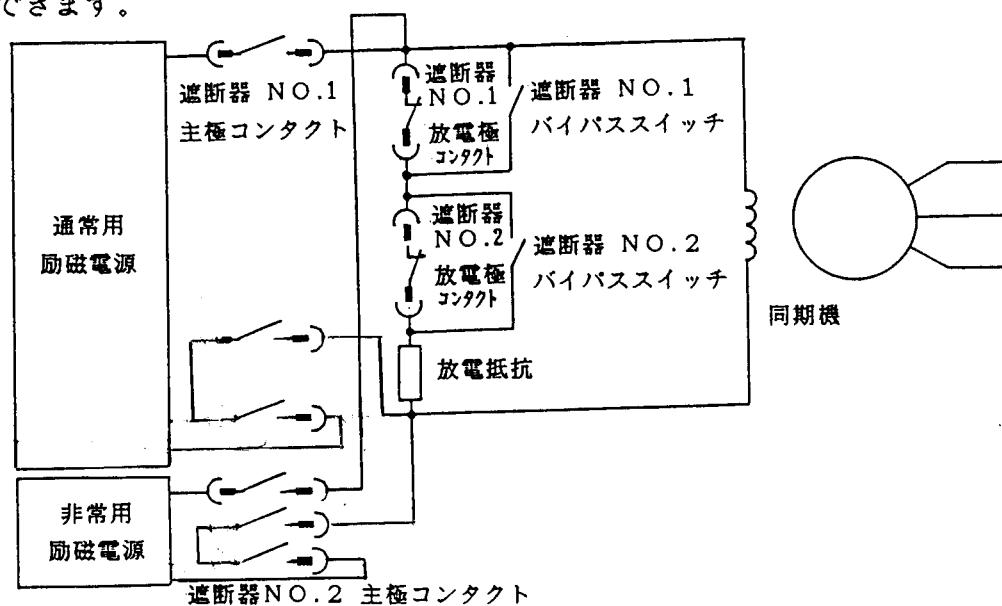 できます。
遮断器 NO.1
主極コンタクト
遮断器
NO.1
放電極
コンタクト
遮断器 NO.1
バイパススイッチ
通常用
励磁電源
遮断器
NO.2
放電極
コンタクト
遮断器 NO.2
バイパススイッチ
同期機
放電抵抗
非常用
励磁電源
遮断器NO.2 主極コンタクト